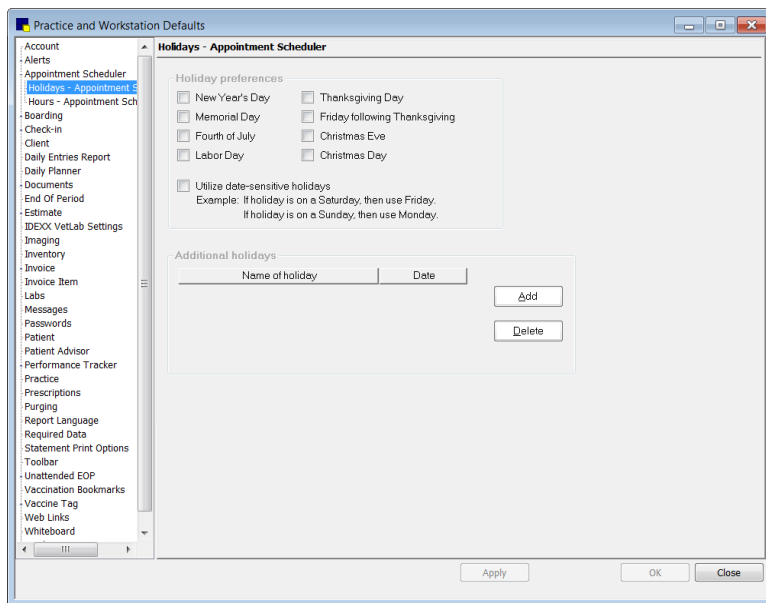 Practice and Workstation Defaults
Account
Alerts
Appointment Scheduler
Holidays - Appointment S
Hours - Appointment Sch
Boarding
Check-in
Client
Daily Entries Report
Daily Planner
Documents
End Of Period
Estimate
IDEXX VetLab Settings
Imaging
Inventory
Invoice
Invoice Item
Labs
Messages
Passwords
Patient
Patient Advisor
Performance Tracker
Practice
Prescriptions
Purging
Report Language
Required Data
Statement Print Options
Toolbar
Unattended EOP
Vaccination Bookmarks
Vaccine Tag
Web Links
Whiteboard
Holidays - Appointment Scheduler
Holiday preferences
New Year's Day Thanksgiving Day
Memorial Day Friday following Thanksgiving
Fourth of July Christmas Eve
Labor Day Christmas Day
Utilize date-sensitive holidays
Example: If holiday is on a Saturday, then use Friday.
If holiday is on a Sunday, then use Monday.
Additional holidays
Name of holiday Date
Add
Delete
Apply OK Close